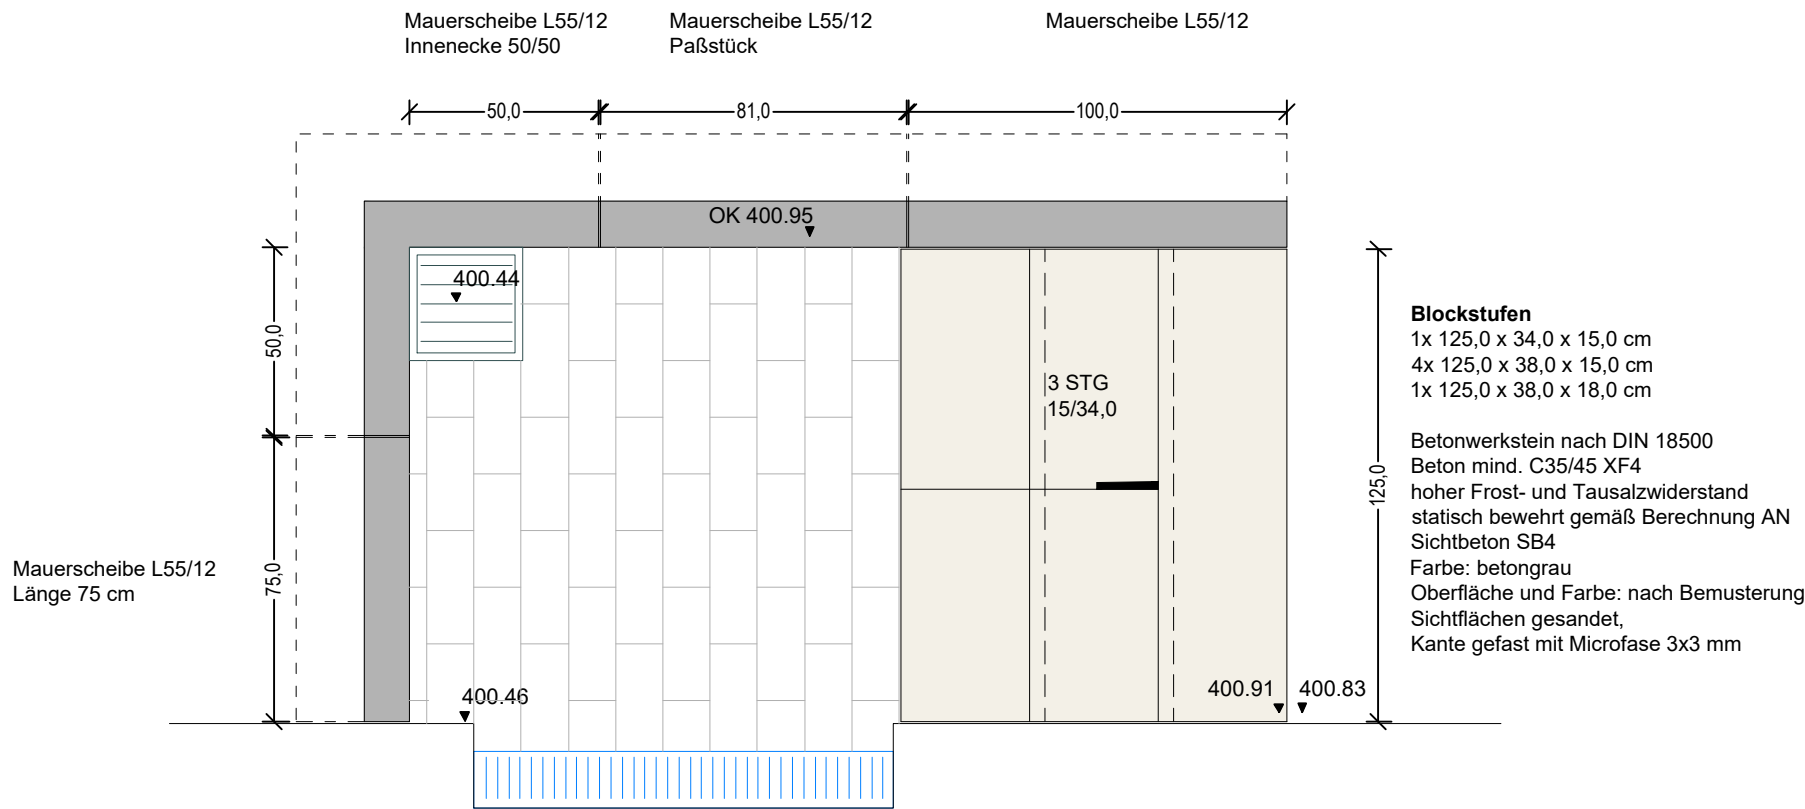 Mauerscheibe L55/12
Innenecke 50/50
Mauerscheibe L55/12
Paßstück
Mauerscheibe L55/12
50,0
81,0
100,0
OK 400.95
400.44
50,0
3 STG
15/34,0
Blockstufen
1x 125,0 x 34,0 x 15,0 cm
4x 125,0 x 38,0 x 15,0 cm
1x 125,0 x 38,0 x 18,0 cm
Betonwerkstein nach DIN 18500
Beton mind. C35/45 XF4
hoher Frost- und Tausalzwiderstand
statisch bewehrt gemäß Berechnung AN
Sichtbeton SB4
Farbe: betongrau
Oberfläche und Farbe: nach Bemusterung
Sichtflächen gesandet,
Kante gefast mit Microfase 3x3 mm
125,0
Mauerscheibe L55/12
Länge 75 cm
75,0
400.46
400.91
400.83